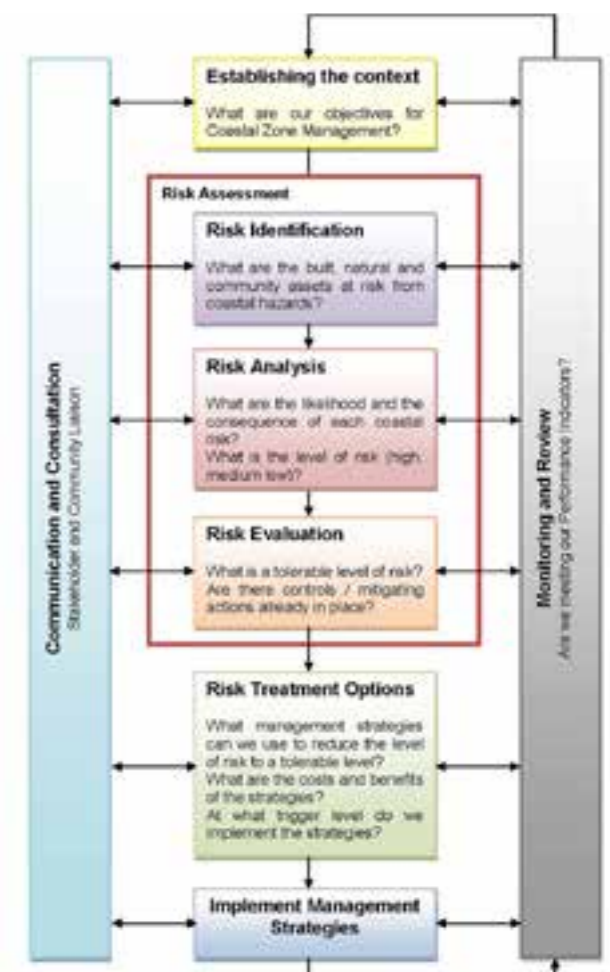 Establishing the context
What are our objectives for
Coastal Zone Management?
Risk Assessment
Risk Identification
What are the built, natural and
community assets at risk from
coastal hazards?
Risk Analysis
What are the likelihood and the
consequence of each coastal
risk?
What is the level of risk (high,
medium low)?
Risk Evaluation
What is a tolerable level of risk?
Are there controls / mitigating
actions already in place?
Risk Treatment Options
What management strategies
can we use to reduce the level
of risk to a tolerable level?
What are the costs and benefits
of the strategies?
At what trigger level do we
implement the strategies?
Implement Management
Strategies
Communication and Consultation
Stakeholder and Community Liaison
Monitoring and Review
Are we meeting our Performance Indicators?